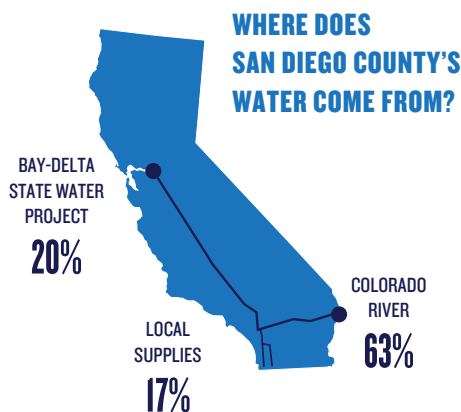 WHERE DOES
SAN DIEGO COUNTY'S
WATER COME FROM?
BAY-DELTA
STATE WATER
PROJECT
20%
COLORADO
RIVER
63%
LOCAL
SUPPLIES
17%